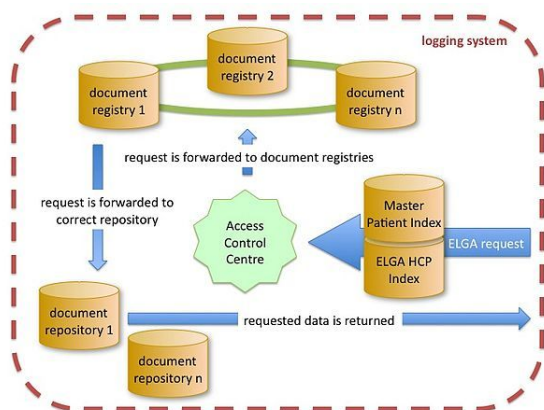 logging system
document
registry 1
document
registry 2
document
registry n
request is forwarded to document registries
request is forwarded to
correct repository
Access
Control
Centre
Master
Patient Index
ELGA HCP
Index
ELGA request
document
repository 1
requested data is returned
document
repository n